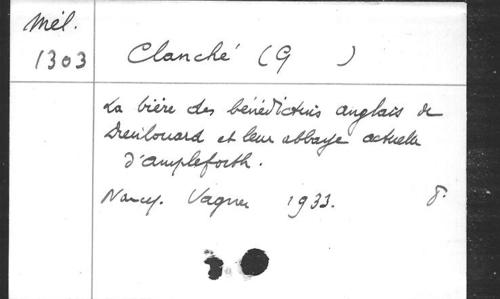 Mél.
1303
Clanché (G )
La bière des bénédictins anglais de
Dieulouard et leur abbaye actuelle
d'ampleforth.
Nancy. Vagner 1933. 8.